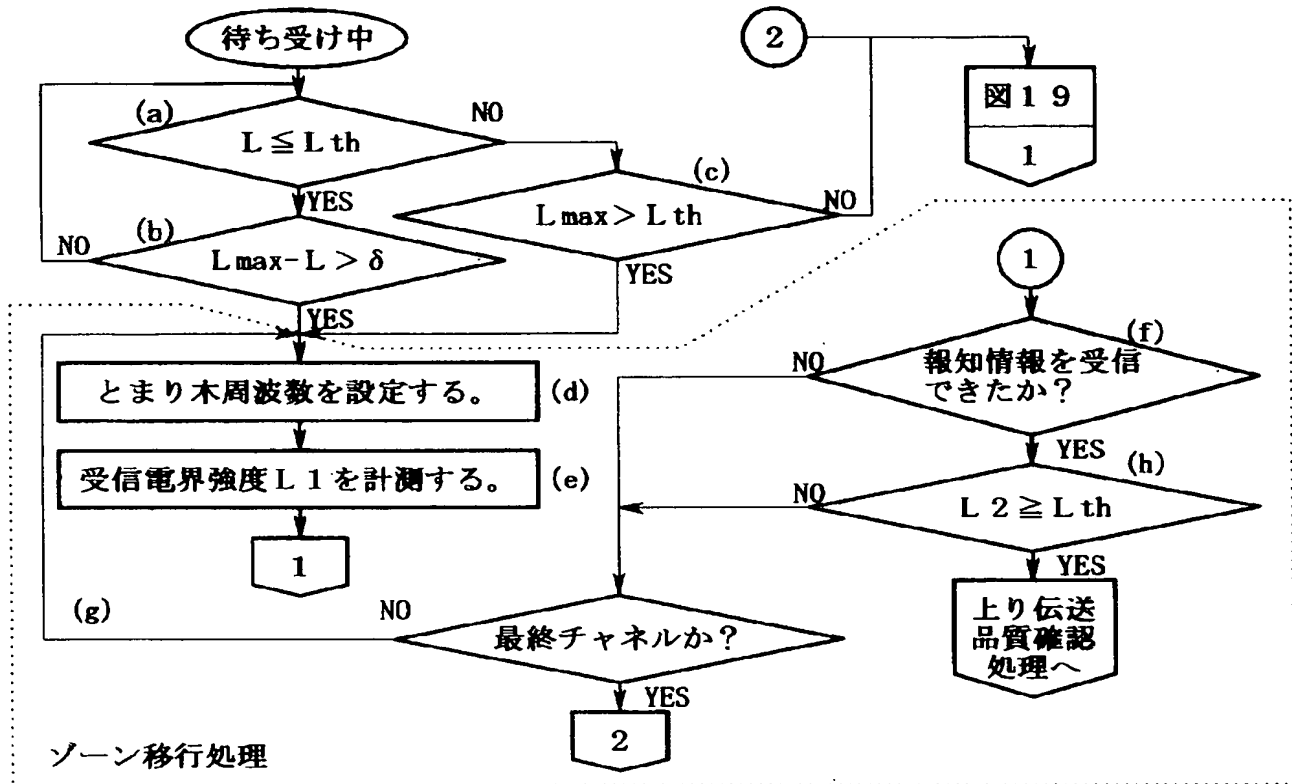 待ち受け中
(a)
L≦Lth
NO
YES
(b)
NO
Lmax-L>δ
YES
(c)
Lmax>Lth
NO
YES
2
図19
1
とまり木周波数を設定する。
(d)
受信電界強度L1を計測する。
(e)
1
1
(f)
報知情報を受信
できたか?
NO
YES
(h)
L2≧Lth
NO
YES
上り伝送
品質確認
処理へ
(g)
NO
最終チャネルか?
YES
2
ゾーン移行処理